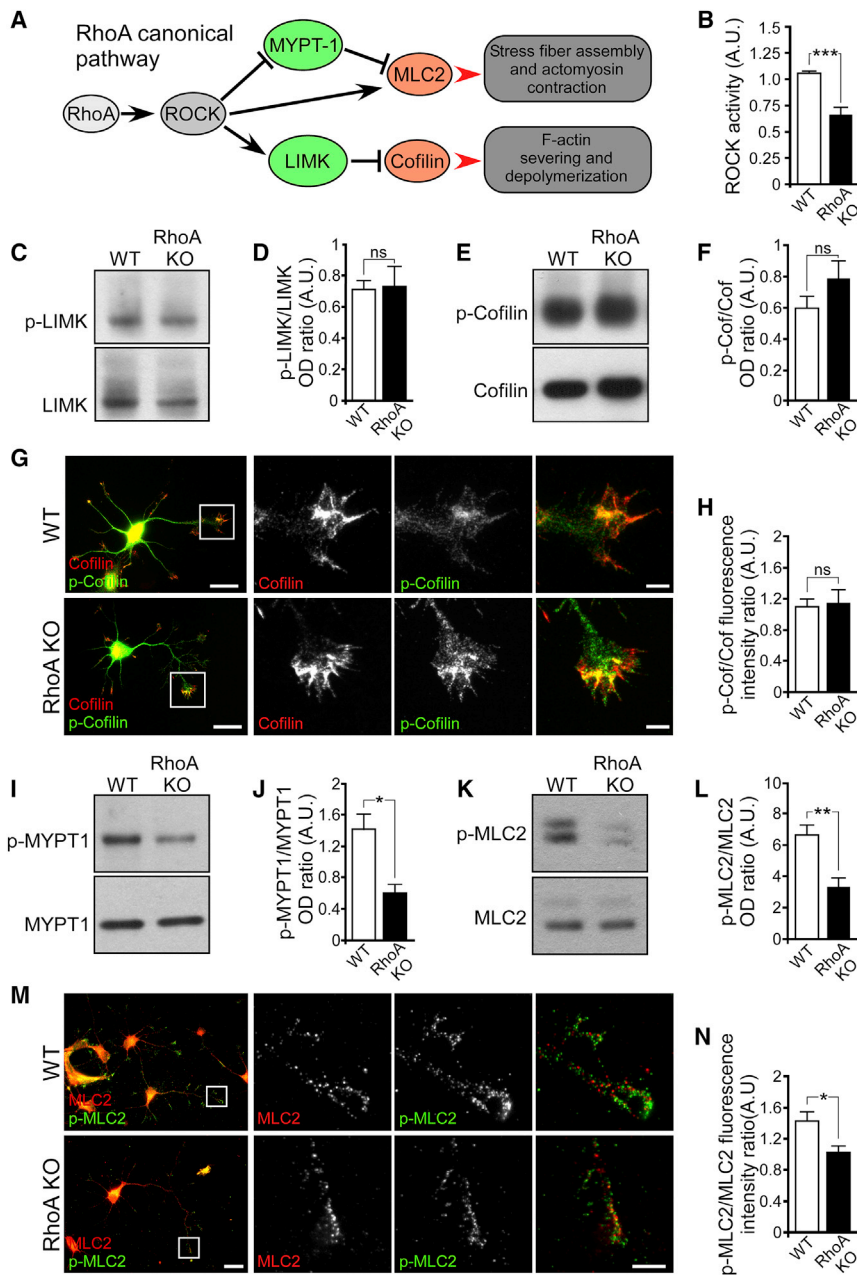 A
RhoA canonical
pathway
RhoA
ROCK
MYPT-1
MLC2
LIMK
Cofilin
Stress fiber assembly
and actomyosin
contraction
F-actin
severing and
depolymerization
B
ROCK activity (A.U.)
1.5
1.25
1.0
0.75
0.5
0.25
0
***
WT
RhoA
KO
C
WT
RhoA
KO
p-LIMK
LIMK
D
p-LIMK/LIMK
OD ratio (A.U.)
1.0
0.8
0.6
0.4
0.2
0
ns
WT
RhoA
KO
E
WT
RhoA
KO
p-Cofilin
Cofilin
F
p-Cof/Cof
OD ratio (A.U.)
1.0
0.8
0.6
0.4
0.2
0
ns
WT
RhoA
KO
G
WT
Cofilin
p-Cofilin
Cofilin
p-Cofilin
RhoA KO
Cofilin
p-Cofilin
Cofilin
p-Cofilin
H
p-Cof/Cof fluorescence
intensity ratio (A.U.)
3.0
2.4
1.8
1.2
0.6
0
ns
WT
RhoA
KO
I
WT
RhoA
KO
p-MYPT1
MYPT1
J
p-MYPT1/MYPT1
OD ratio (A.U.)
2
1.6
1.2
0.8
0.4
0
*
WT
RhoA
KO
K
WT
RhoA
KO
p-MLC2
MLC2
L
p-MLC2/MLC2
OD ratio (A.U.)
10
8
6
4
2
0
**
WT
RhoA
KO
M
WT
MLC2
p-MLC2
MLC2
p-MLC2
RhoA KO
MLC2
p-MLC2
MLC2
p-MLC2
N
p-MLC2/MLC2 fluorescence
intensity ratio(A.U)
2
1.6
1.2
0.8
0.4
0
*
WT
RhoA
KO